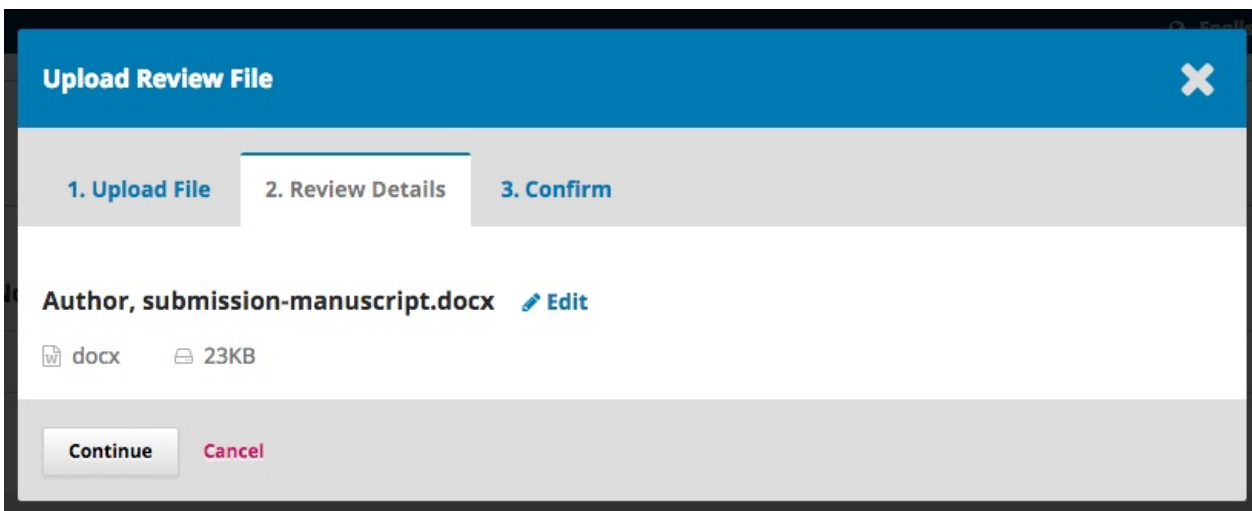 Upload Review File
1. Upload File 2. Review Details 3. Confirm
Author, submission-manuscript.docx Edit
docx 23KB
Continue Cancel